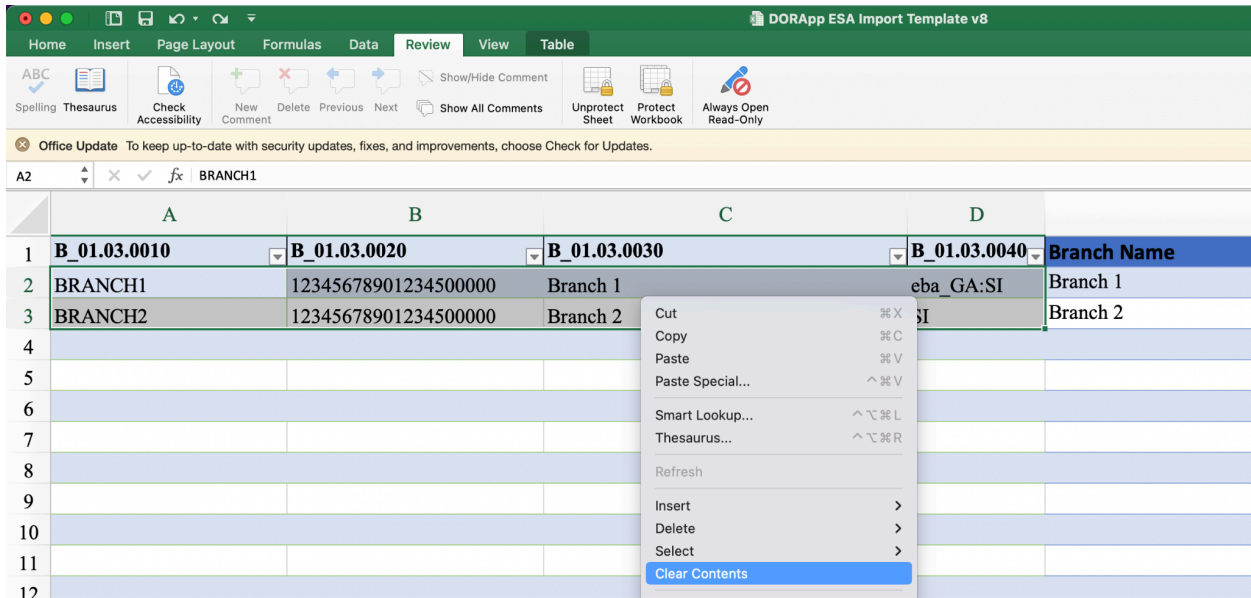 DORApp ESA Import Template v8
Home Insert Page Layout Formulas Data Review View Table
ABC
Spelling Thesaurus Check Accessibility New Comment Delete Previous Next Show/Hide Comment Show All Comments Unprotect Sheet Protect Workbook Always Open Read-Only
Office Update To keep up-to-date with security updates, fixes, and improvements, choose Check for Updates.
A2 fx BRANCH1
A B C D
1 B_01.03.0010 B_01.03.0020 B_01.03.0030 B_01.03.0040 Branch Name
2 BRANCH1 12345678901234500000 Branch 1 eba_GA:SI Branch 1
3 BRANCH2 12345678901234500000 Branch 2 SI Branch 2
4
5
6
7
8
9
10
11
12
Cut ⌘X
Copy ⌘C
Paste ⌘V
Paste Special... ^⌘V
Smart Lookup... ^⌥⌘L
Thesaurus... ^⌥⌘R
Refresh
Insert
Delete
Select
Clear Contents